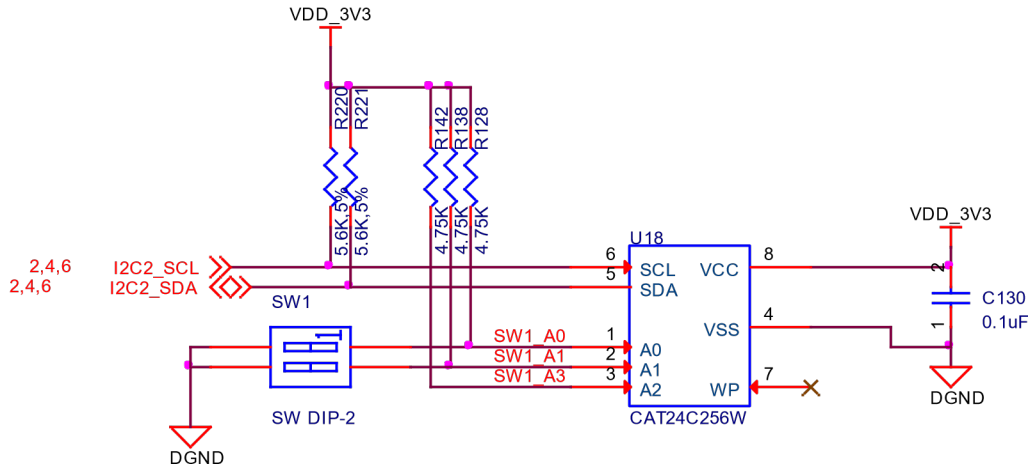 VDD_3V3
R220
R221
R142
R138
R128
5.6K,5%
5.6K,5%
4.75K
4.75K
4.75K
VDD_3V3
U18
2,4,6
I2C2_SCL
6
SCL
VCC
8
2
2,4,6
I2C2_SDA
5
SDA
C130
0.1uF
SW1
1
VSS
4
1
SW1_A0
1
A0
SW1_A1
2
A1
SW1_A3
3
A2
WP
7
DGND
SW DIP-2
CAT24C256W
DGND